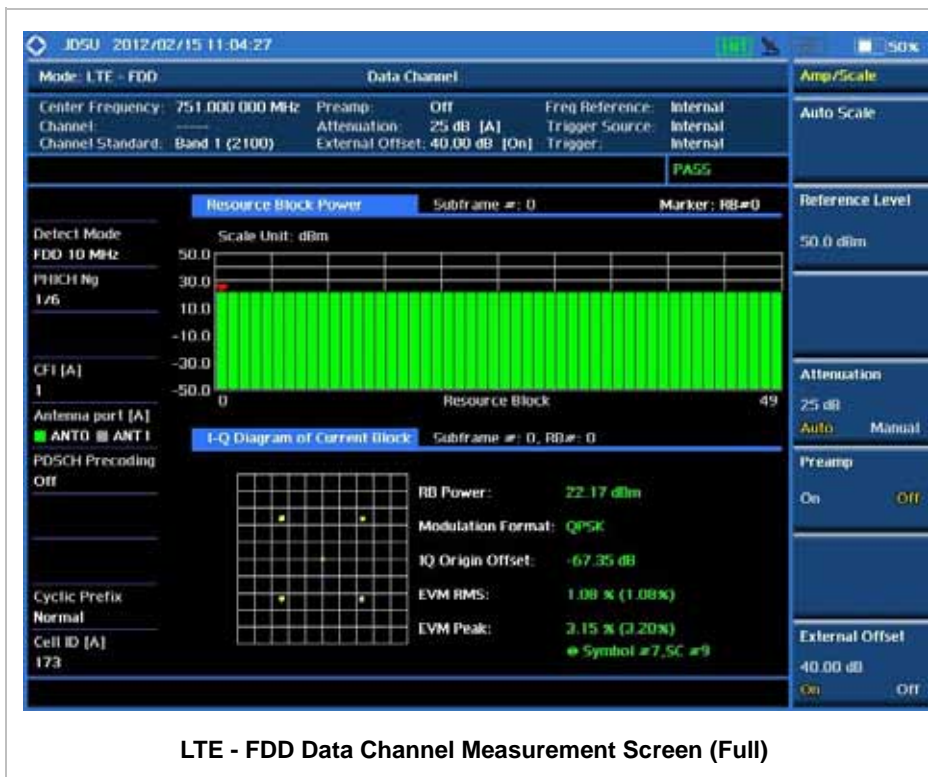 JDSU 2012/02/15 11:04:27
50%
Mode: LTE - FDD
Data Channel
Amp/Scale
Center Frequency: 751.000 000 MHz Preamp: Off Freq Reference: Internal
Channel: ----- Attenuation: 25 dB [A] Trigger Source: Internal
Channel Standard: Band 1 (2100) External Offset: 40.00 dB [On] Trigger: Internal
PASS
Auto Scale
Resource Block Power
Subframe #: 0
Marker: RB#0
Reference Level
50.0 dBm
Detect Mode
FDD 10 MHz
Scale Unit: dBm
50.0
30.0
10.0
-10.0
-30.0
-50.0
0
Resource Block
49
PHICH Ng
1/6
CFI [A]
1
Antenna port [A]
ANT0 ANT1
PDSCH Precoding
Off
Cyclic Prefix
Normal
Cell ID [A]
173
I-Q Diagram of Current Block
Subframe #: 0, RB#: 0
RB Power: 22.17 dBm
Modulation Format: QPSK
IQ Origin Offset: -67.35 dB
EVM RMS: 1.08 % (1.08%)
EVM Peak: 3.15 % (3.20%)
Symbol #7,SC #9
Attenuation
25 dB
Auto Manual
Preamp
On Off
External Offset
40.00 dB
On Off
LTE - FDD Data Channel Measurement Screen (Full)